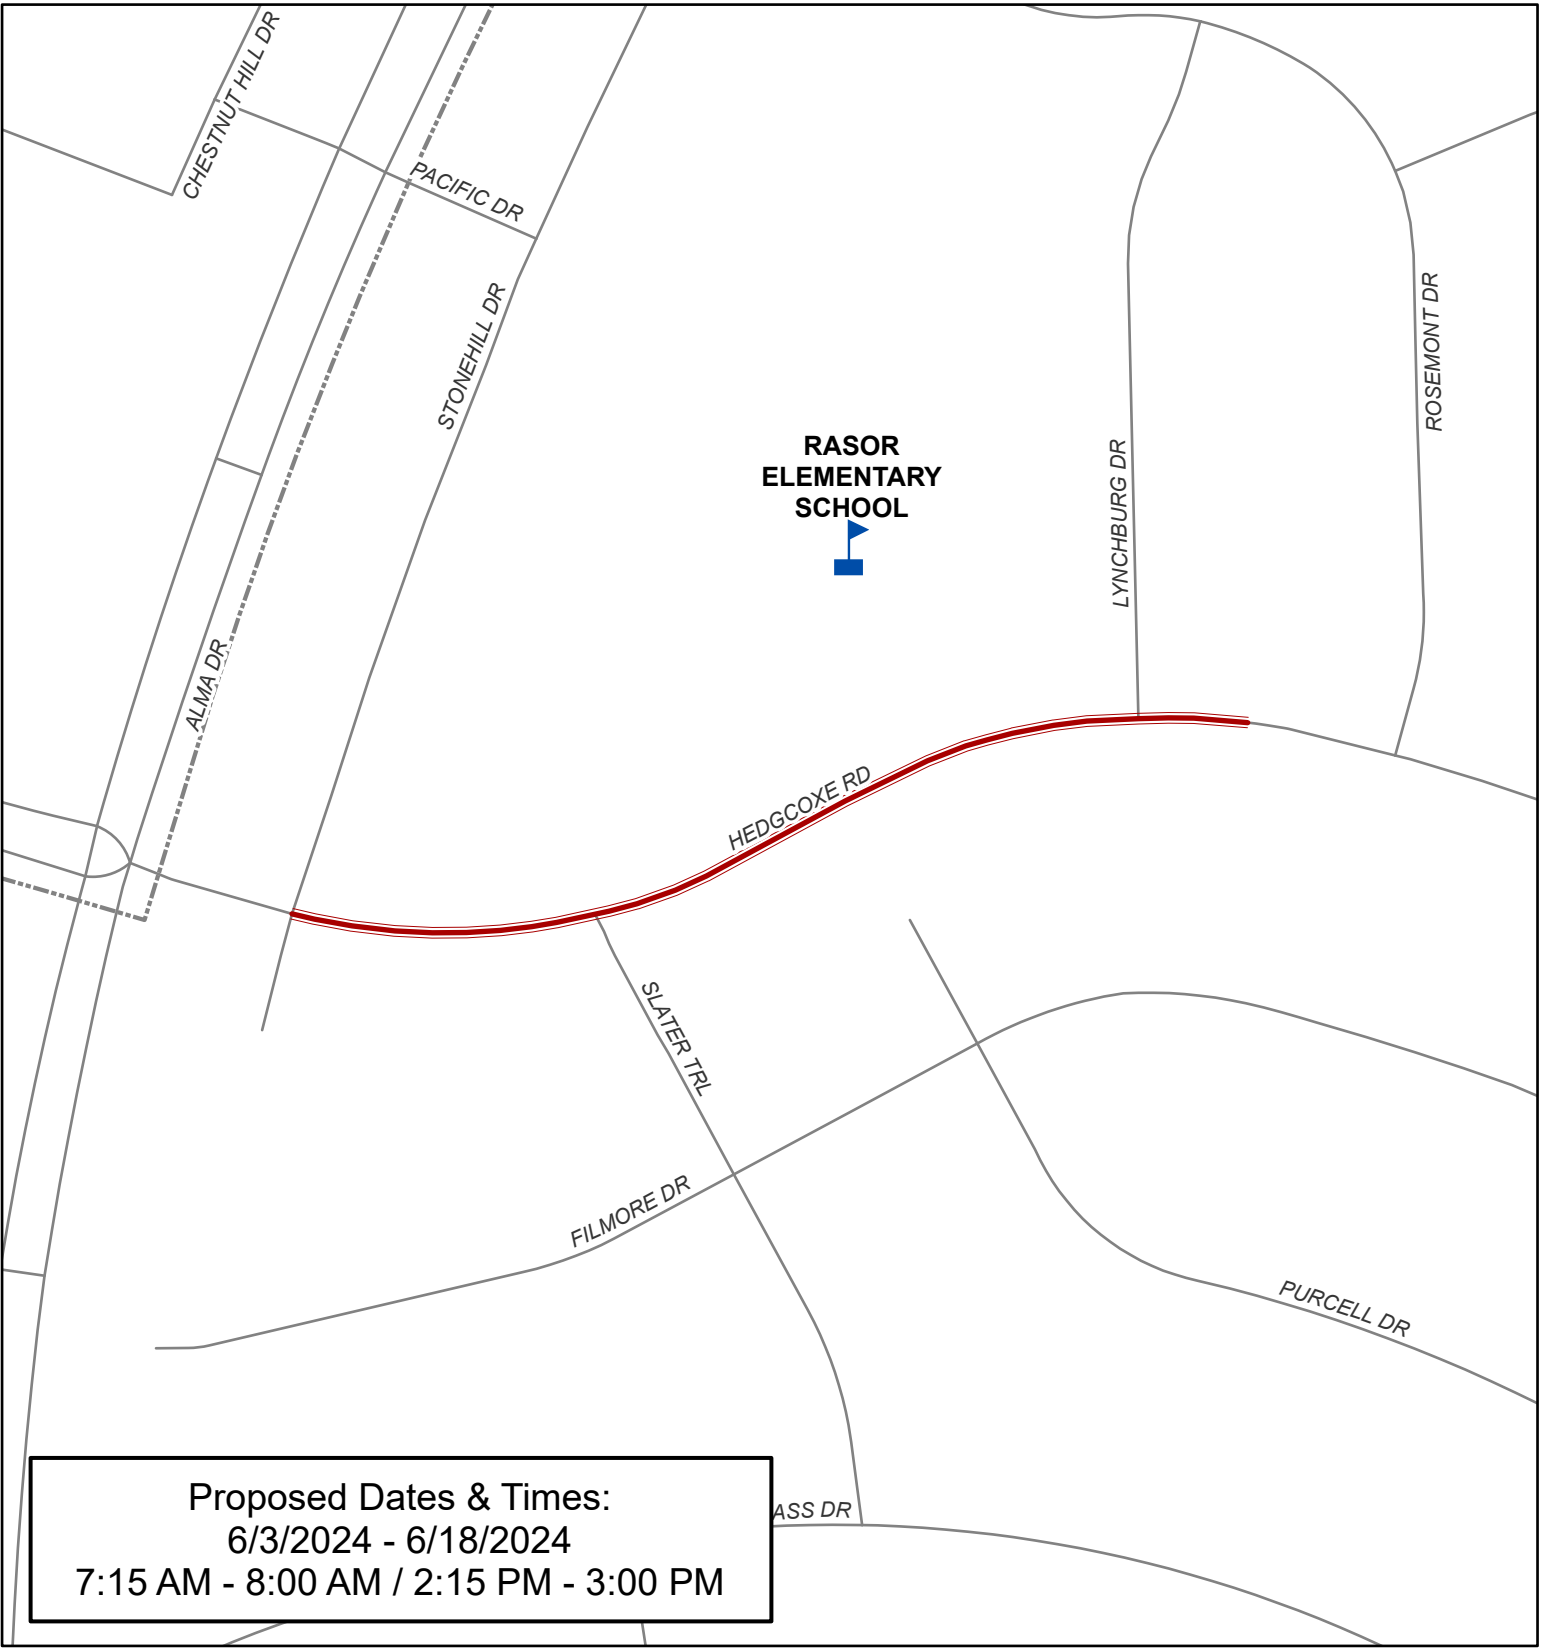 CHESTNUT HILL DR
PACIFIC DR
STONEHILL DR
ROSEMONT DR
RASOR
ELEMENTARY
SCHOOL
LYNCHBURG DR
ALMA DR
HEDGCOXE RD
SLATER TRL
FILMORE DR
PURCELL DR
ASS DR
Proposed Dates & Times:
6/3/2024 - 6/18/2024
7:15 AM - 8:00 AM / 2:15 PM - 3:00 PM